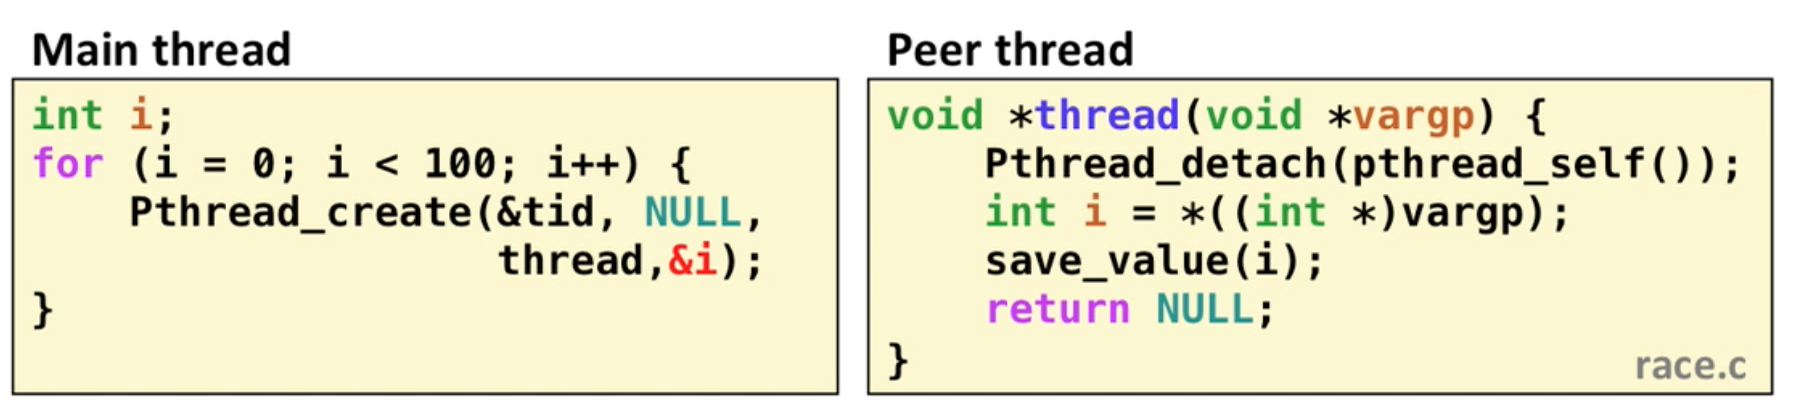 Main thread
int i;
for (i = 0; i < 100; i++) {
    Pthread_create(&tid, NULL,
                   thread,&i);
}
Peer thread
void *thread(void *vargp) {
    Pthread_detach(pthread_self());
    int i = *((int *)vargp);
    save_value(i);
    return NULL;
}
race.c